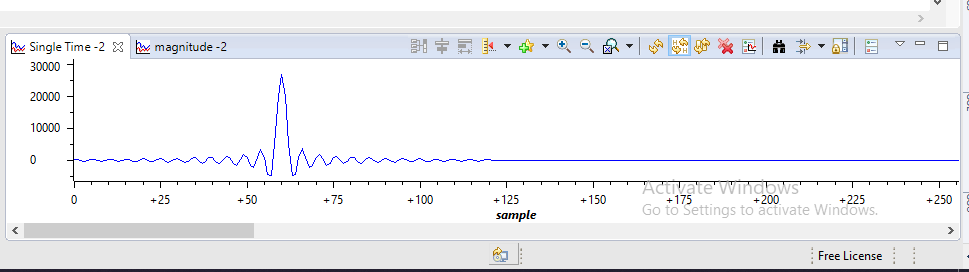 Single Time -2 magnitude -2
30000
20000
10000
0
0 +25 +50 +75 +100 +125 +150 +175 +200 +225 +250
sample
Activate Windows
Go to Settings to activate Windows.
Free License